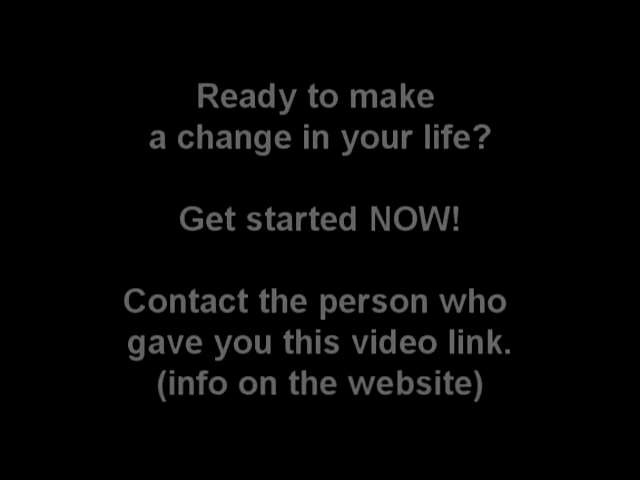 Ready to make
a change in your life?
Get started NOW!
Contact the person who
gave you this video link.
(info on the website)